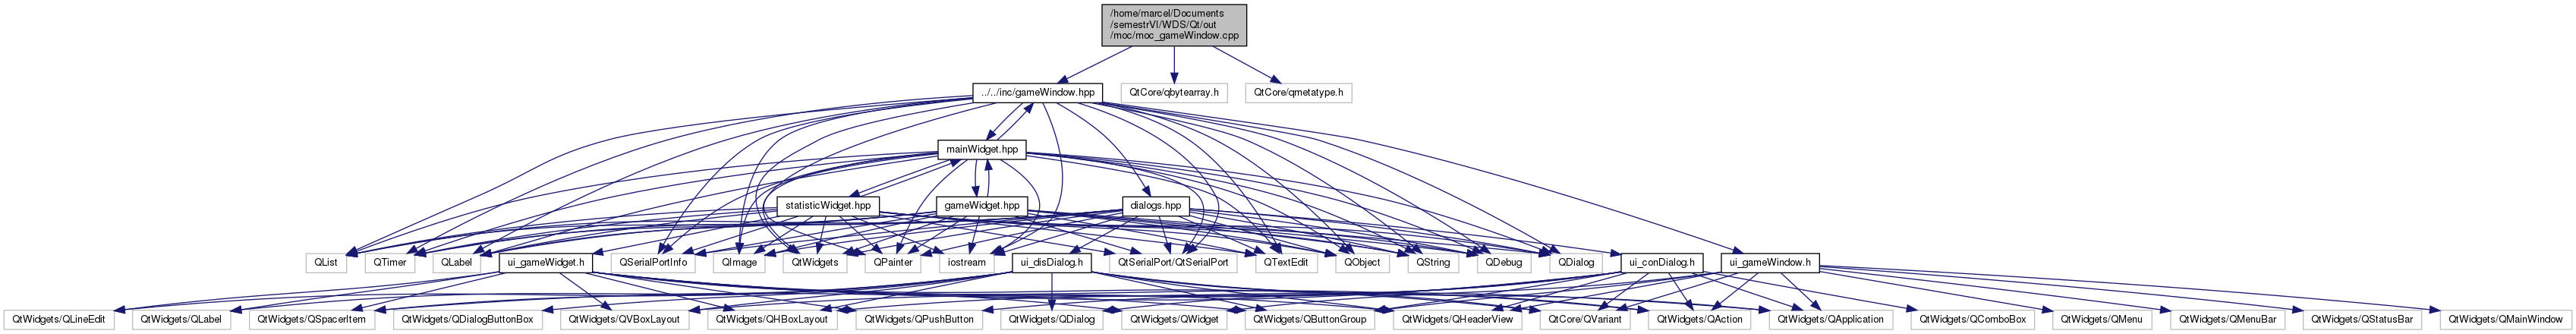 /home/marcel/Documents
/semestrVI/WDS/Qt/out
/moc/moc_gameWindow.cpp
../../inc/gameWindow.hpp
QtCore/qbytearray.h
QtCore/qmetatype.h
mainWidget.hpp
statisticWidget.hpp
gameWidget.hpp
dialogs.hpp
QList
QTimer
QLabel
ui_gameWidget.h
QSerialPortInfo
QImage
QtWidgets
QPainter
iostream
ui_disDialog.h
QtSerialPort/QtSerialPort
QTextEdit
QObject
QString
QDebug
QDialog
ui_conDialog.h
ui_gameWindow.h
QtWidgets/QLineEdit
QtWidgets/QLabel
QtWidgets/QSpacerItem
QtWidgets/QDialogButtonBox
QtWidgets/QVBoxLayout
QtWidgets/QHBoxLayout
QtWidgets/QPushButton
QtWidgets/QDialog
QtWidgets/QWidget
QtWidgets/QButtonGroup
QtWidgets/QHeaderView
QtCore/QVariant
QtWidgets/QAction
QtWidgets/QApplication
QtWidgets/QComboBox
QtWidgets/QMenu
QtWidgets/QMenuBar
QtWidgets/QStatusBar
QtWidgets/QMainWindow